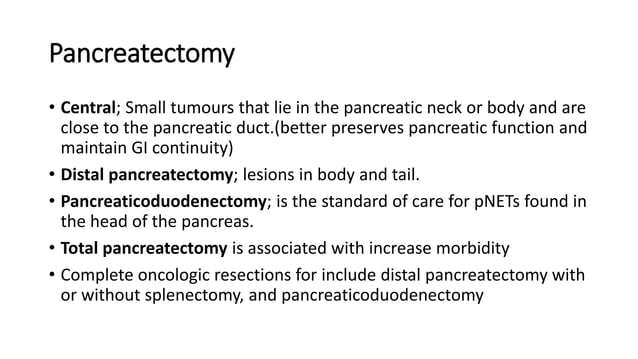 Pancreatectomy
• Central; Small tumours that lie in the pancreatic neck or body and are
close to the pancreatic duct.(better preserves pancreatic function and
maintain GI continuity)
• Distal pancreatectomy; lesions in body and tail.
• Pancreaticoduodenectomy; is the standard of care for pNETs found in
the head of the pancreas.
• Total pancreatectomy is associated with increase morbidity
• Complete oncologic resections for include distal pancreatectomy with
or without splenectomy, and pancreaticoduodenectomy